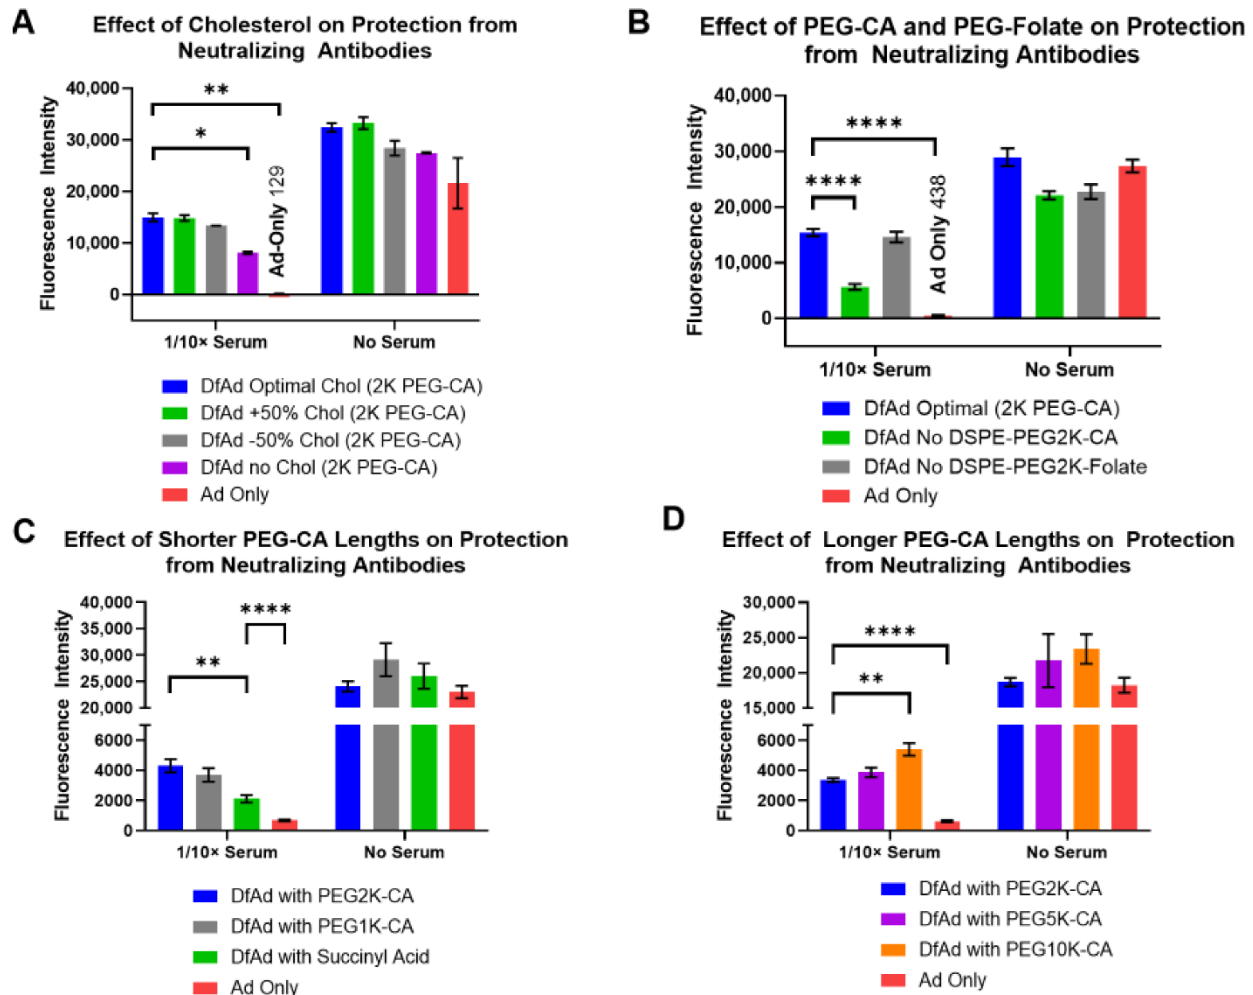 A
Effect of Cholesterol on Protection from
Neutralizing Antibodies
Fluorescence Intensity
40,000
30,000
20,000
10,000
0
**
*
Ad-Only 129
1/10× Serum
No Serum
DfAd Optimal Chol (2K PEG-CA)
DfAd +50% Chol (2K PEG-CA)
DfAd -50% Chol (2K PEG-CA)
DfAd no Chol (2K PEG-CA)
Ad Only
B
Effect of PEG-CA and PEG-Folate on Protection
from Neutralizing Antibodies
Fluorescence Intensity
40,000
30,000
20,000
10,000
0
****
****
Ad Only 438
1/10× Serum
No Serum
DfAd Optimal (2K PEG-CA)
DfAd No DSPE-PEG2K-CA
DfAd No DSPE-PEG2K-Folate
Ad Only
C
Effect of Shorter PEG-CA Lengths on Protection
from Neutralizing Antibodies
Fluorescence Intensity
40,000
35,000
30,000
25,000
20,000
6000
4000
2000
0
****
**
1/10× Serum
No Serum
DfAd with PEG2K-CA
DfAd with PEG1K-CA
DfAd with Succinyl Acid
Ad Only
D
Effect of Longer PEG-CA Lengths on Protection
from Neutralizing Antibodies
Fluorescence Intensity
30,000
25,000
20,000
15,000
6000
4000
2000
0
****
**
1/10× Serum
No Serum
DfAd with PEG2K-CA
DfAd with PEG5K-CA
DfAd with PEG10K-CA
Ad Only